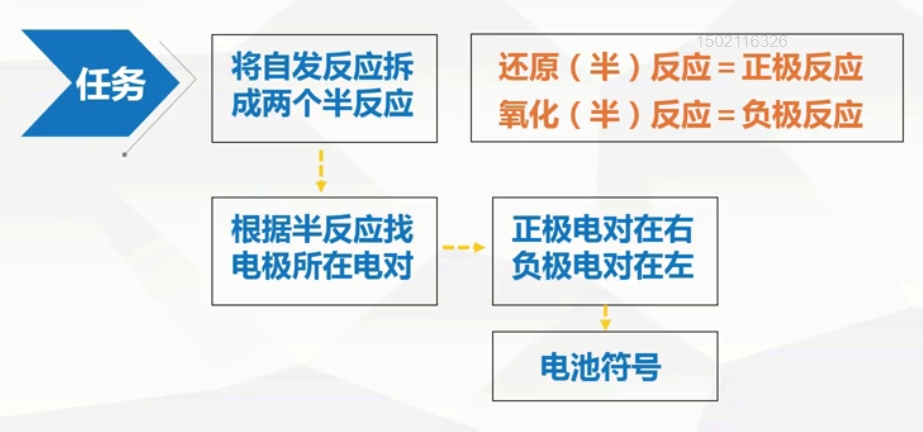 1502116326
任务
将自发反应拆
成两个半反应
还原（半）反应＝正极反应
氧化（半）反应＝负极反应
根据半反应找
电极所在电对
正极电对在右
负极电对在左
电池符号